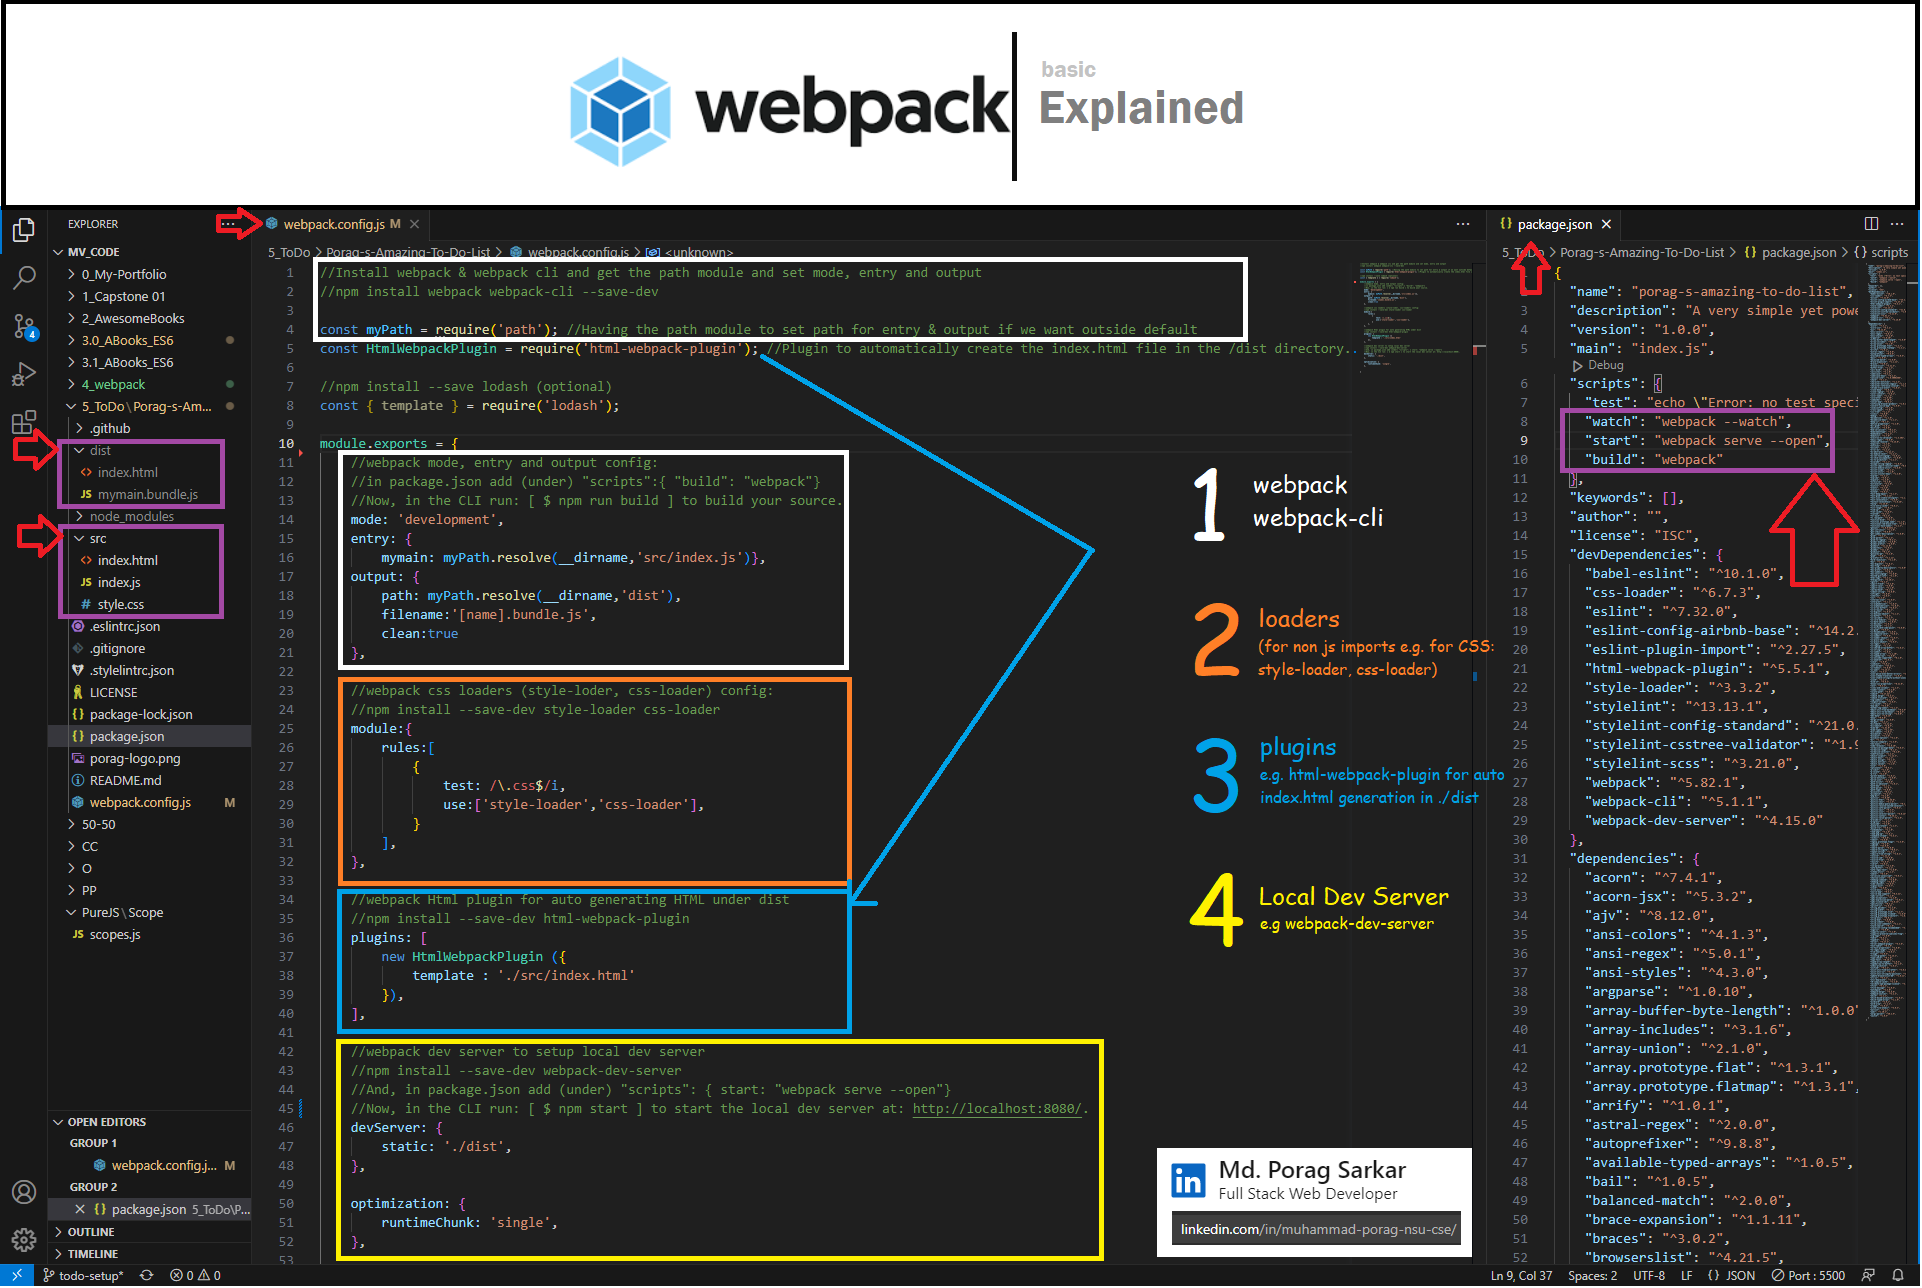 webpack
basic
Explained
EXPLORER
MV_CODE
0_My-Portfolio
1_Capstone 01
2_AwesomeBooks
3.0_ABooks_ES6
3.1_ABooks_ES6
4_webpack
5_ToDo\Porag-s-Am...
.github
dist
index.html
mymain.bundle.js
node_modules
src
index.html
index.js
style.css
.eslintrc.json
.gitignore
.stylelintrc.json
LICENSE
package-lock.json
package.json
porag-logo.png
README.md
webpack.config.js M
50-50
CC
O
PP
PureJS\Scope
scopes.js
OPEN EDITORS
GROUP 1
webpack.config.j... M
GROUP 2
package.json 5_ToDo\P...
OUTLINE
TIMELINE
webpack.config.js M
5_ToDo > Porag-s-Amazing-To-Do-List > webpack.config.js > <unknown>
1 //Install webpack & webpack cli and get the path module and set mode, entry and output
2 //npm install webpack webpack-cli --save-dev
3
4 const myPath = require('path'); //Having the path module to set path for entry & output if we want outside default
5 const HtmlWebpackPlugin = require('html-webpack-plugin'); //Plugin to automatically create the index.html file in the /dist directory.
6
7 //npm install --save lodash (optional)
8 const { template } = require('lodash');
9
10 module.exports = {
11 //webpack mode, entry and output config:
12 //in package.json add (under) "scripts":{ "build": "webpack"}
13 //Now, in the CLI run: [ $ npm run build ] to build your source.
14 mode: 'development',
15 entry: {
16 mymain: myPath.resolve(__dirname,'src/index.js')},
17 output: {
18 path: myPath.resolve(__dirname,'dist'),
19 filename:'[name].bundle.js',
20 clean:true
21 },
22
23 //webpack css loaders (style-loder, css-loader) config:
24 //npm install --save-dev style-loader css-loader
25 module:{
26 rules:[
27 {
28 test: /\.css$/i,
29 use:['style-loader','css-loader'],
30 }
31 ],
32 },
33
34 //webpack Html plugin for auto generating HTML under dist
35 //npm install --save-dev html-webpack-plugin
36 plugins: [
37 new HtmlWebpackPlugin ({
38 template : './src/index.html'
39 }),
40 ],
41
42 //webpack dev server to setup local dev server
43 //npm install --save-dev webpack-dev-server
44 //And, in package.json add (under) "scripts": { start: "webpack serve --open"}
45 //Now, in the CLI run: [ $ npm start ] to start the local dev server at: http://localhost:8080/.
46 devServer: {
47 static: './dist',
48 },
49
50 optimization: {
51 runtimeChunk: 'single',
52 },
53
1 webpack
webpack-cli
2 loaders
(for non js imports e.g. for CSS:
style-loader, css-loader)
3 plugins
e.g. html-webpack-plugin for auto
index.html generation in ./dist
4 Local Dev Server
e.g webpack-dev-server
in Md. Porag Sarkar
Full Stack Web Developer
linkedin.com/in/muhammad-porag-nsu-cse/
package.json
5_ToDo > Porag-s-Amazing-To-Do-List > {} package.json > {} scripts
{
"name": "porag-s-amazing-to-do-list",
3 "description": "A very simple yet powe
4 "version": "1.0.0",
5 "main": "index.js",
Debug
6 "scripts": {
7 "test": "echo \"Error: no test speci
8 "watch": "webpack --watch",
9 "start": "webpack serve --open",
10 "build": "webpack"
11 },
12 "keywords": [],
13 "author": "",
14 "license": "ISC",
15 "devDependencies": {
16 "babel-eslint": "^10.1.0",
17 "css-loader": "^6.7.3",
18 "eslint": "^7.32.0",
19 "eslint-config-airbnb-base": "^14.2.
20 "eslint-plugin-import": "^2.27.5",
21 "html-webpack-plugin": "^5.5.1",
22 "style-loader": "^3.3.2",
23 "stylelint": "^13.13.1",
24 "stylelint-config-standard": "^21.0.
25 "stylelint-csstree-validator": "^1.9
26 "stylelint-scss": "^3.21.0",
27 "webpack": "^5.82.1",
28 "webpack-cli": "^5.1.1",
29 "webpack-dev-server": "^4.15.0"
30 },
31 "dependencies": {
32 "acorn": "^7.4.1",
33 "acorn-jsx": "^5.3.2",
34 "ajv": "^8.12.0",
35 "ansi-colors": "^4.1.3",
36 "ansi-regex": "^5.0.1",
37 "ansi-styles": "^4.3.0",
38 "argparse": "^1.0.10",
39 "array-buffer-byte-length": "^1.0.0"
40 "array-includes": "^3.1.6",
41 "array-union": "^2.1.0",
42 "array.prototype.flat": "^1.3.1",
43 "array.prototype.flatmap": "^1.3.1",
44 "arrify": "^1.0.1",
45 "astral-regex": "^2.0.0",
46 "autoprefixer": "^9.8.8",
47 "available-typed-arrays": "^1.0.5",
48 "bail": "^1.0.5",
49 "balanced-match": "^2.0.0",
50 "brace-expansion": "^1.1.11",
51 "braces": "^3.0.2",
52 "browserslist": "^4.21.5",
todo-setup* 0 0 Ln 9, Col 37 Spaces: 2 UTF-8 LF {} JSON Port : 5500